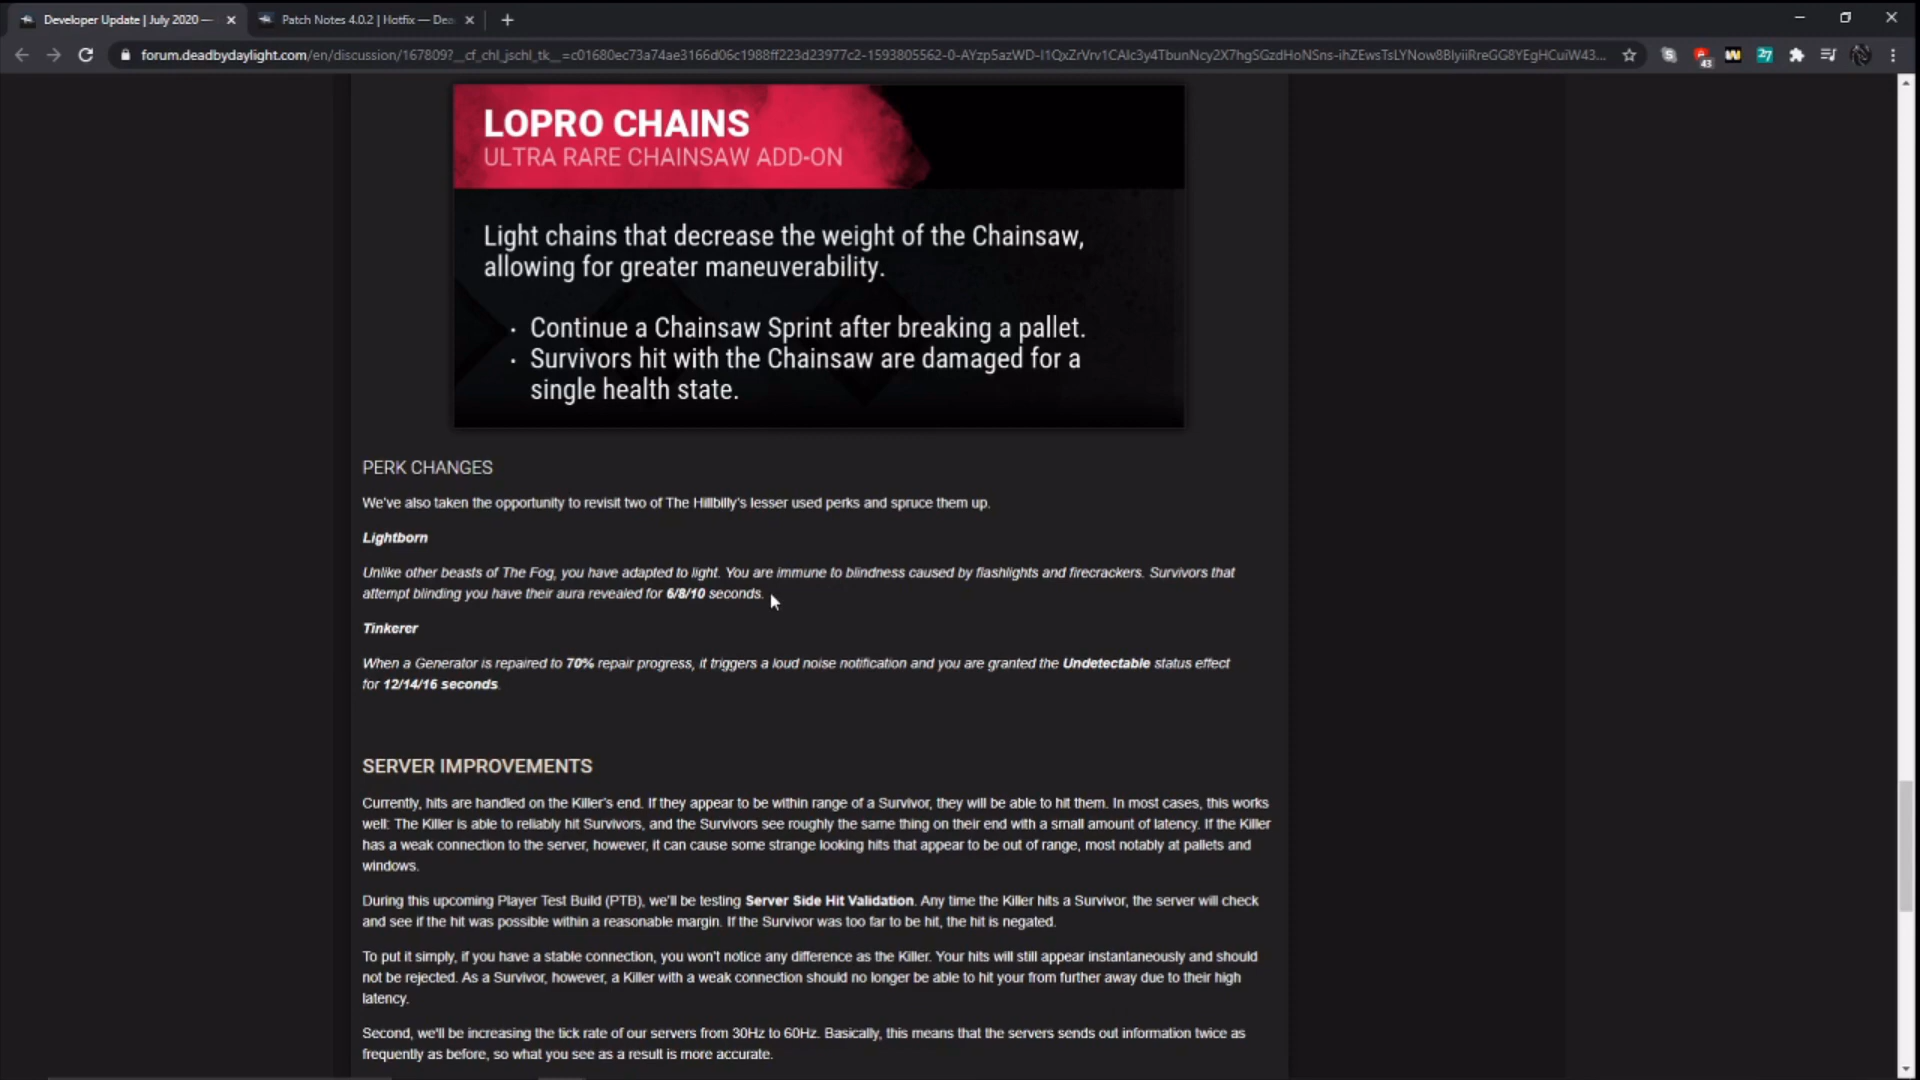 Developer Update | July 2020 —
Patch Notes 4.0.2 | Hotfix — Dea
LOPRO CHAINS
ULTRA RARE CHAINSAW ADD-ON
Light chains that decrease the weight of the Chainsaw,
allowing for greater maneuverability.
· Continue a Chainsaw Sprint after breaking a pallet.
· Survivors hit with the Chainsaw are damaged for a
single health state.
PERK CHANGES
We've also taken the opportunity to revisit two of The Hillbilly's lesser used perks and spruce them up.
Lightborn
Unlike other beasts of The Fog, you have adapted to light. You are immune to blindness caused by flashlights and firecrackers. Survivors that
attempt blinding you have their aura revealed for 6/8/10 seconds.
Tinkerer
When a Generator is repaired to 70% repair progress, it triggers a loud noise notification and you are granted the Undetectable status effect
for 12/14/16 seconds.
SERVER IMPROVEMENTS
Currently, hits are handled on the Killer's end. If they appear to be within range of a Survivor, they will be able to hit them. In most cases, this works
well: The Killer is able to reliably hit Survivors, and the Survivors see roughly the same thing on their end with a small amount of latency. If the Killer
has a weak connection to the server, however, it can cause some strange looking hits that appear to be out of range, most notably at pallets and
windows.
During this upcoming Player Test Build (PTB), we'll be testing Server Side Hit Validation. Any time the Killer hits a Survivor, the server will check
and see if the hit was possible within a reasonable margin. If the Survivor was too far to be hit, the hit is negated.
To put it simply, if you have a stable connection, you won't notice any difference as the Killer. Your hits will still appear instantaneously and should
not be rejected. As a Survivor, however, a Killer with a weak connection should no longer be able to hit your from further away due to their high
latency.
Second, we'll be increasing the tick rate of our servers from 30Hz to 60Hz. Basically, this means that the servers sends out information twice as
frequently as before, so what you see as a result is more accurate.